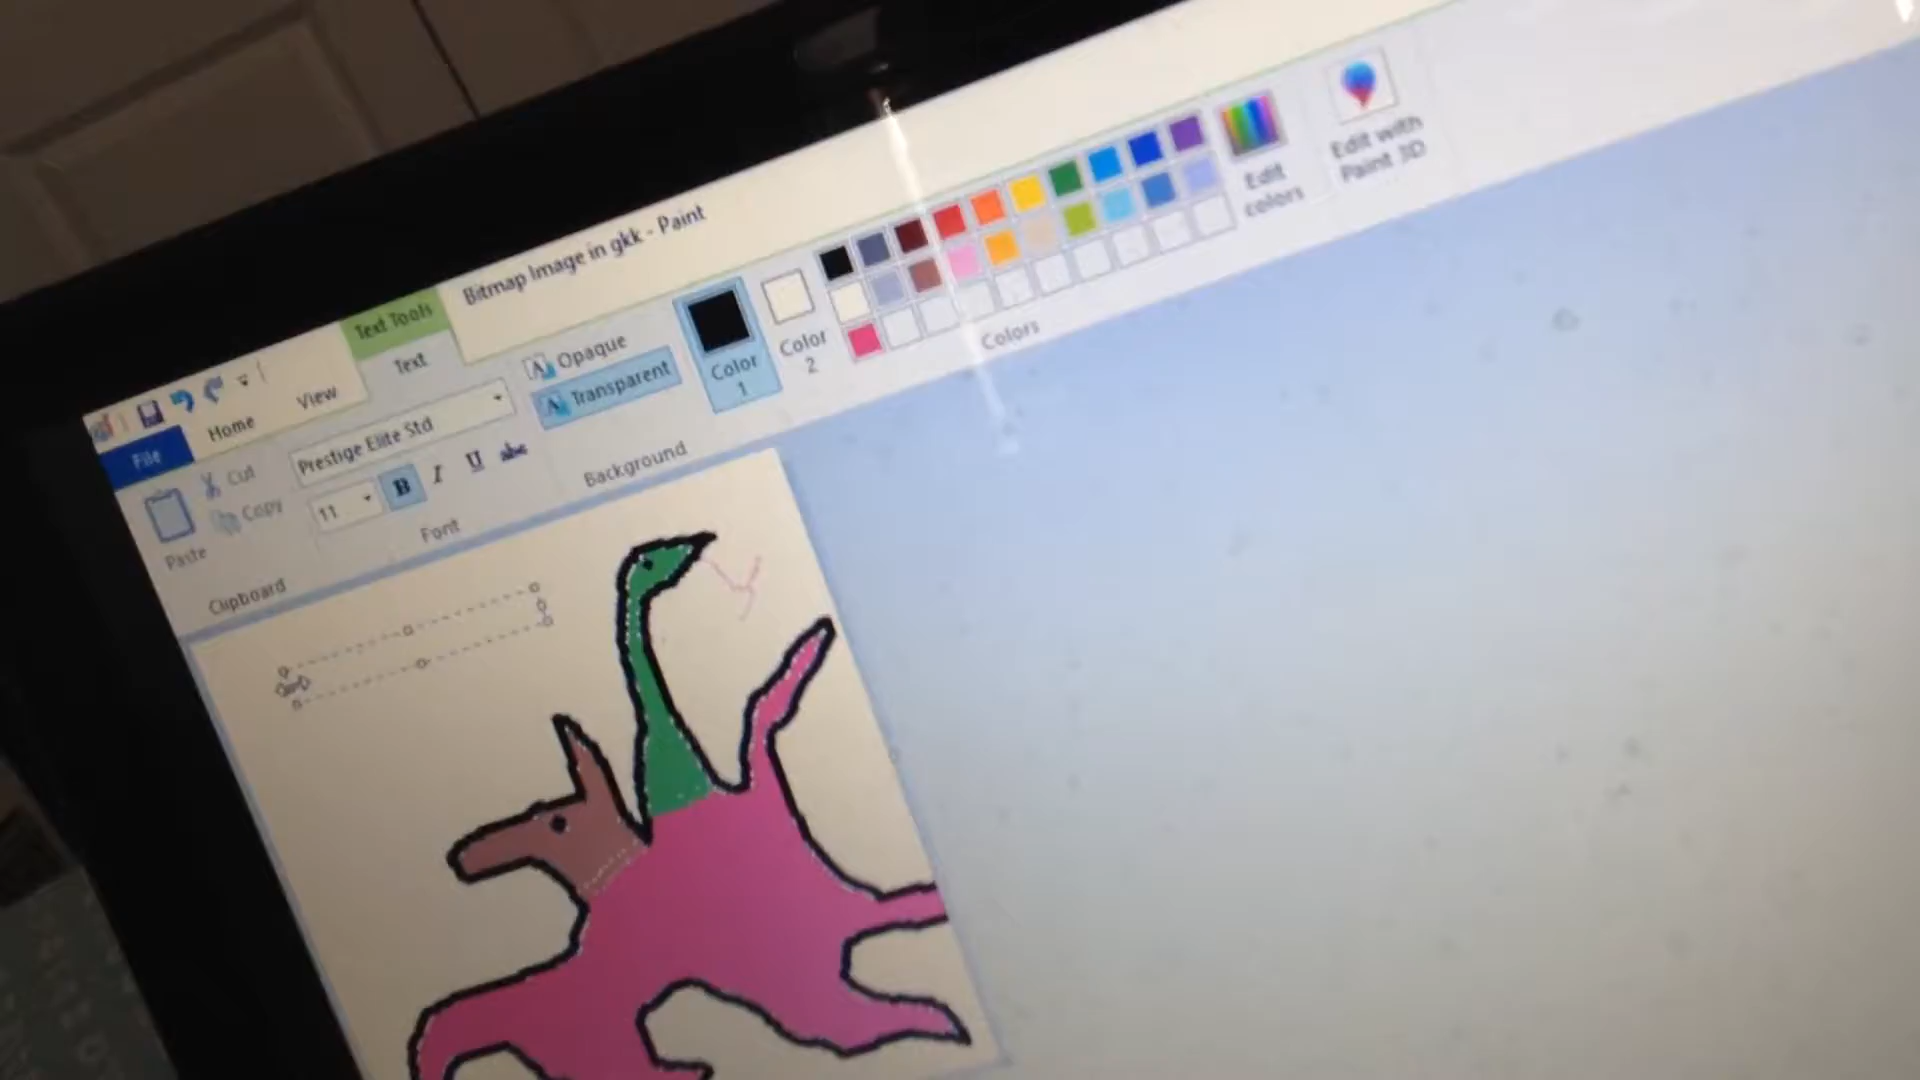 Bitmap Image in gkk - Paint
Text Tools
File
Home
View
Text
Paste
Cut
Copy
Clipboard
Prestige Elite Std
11
B I U abc
Font
Opaque
Transparent
Background
Color
1
Color
2
Colors
Edit
colors
Edit with
Paint 3D